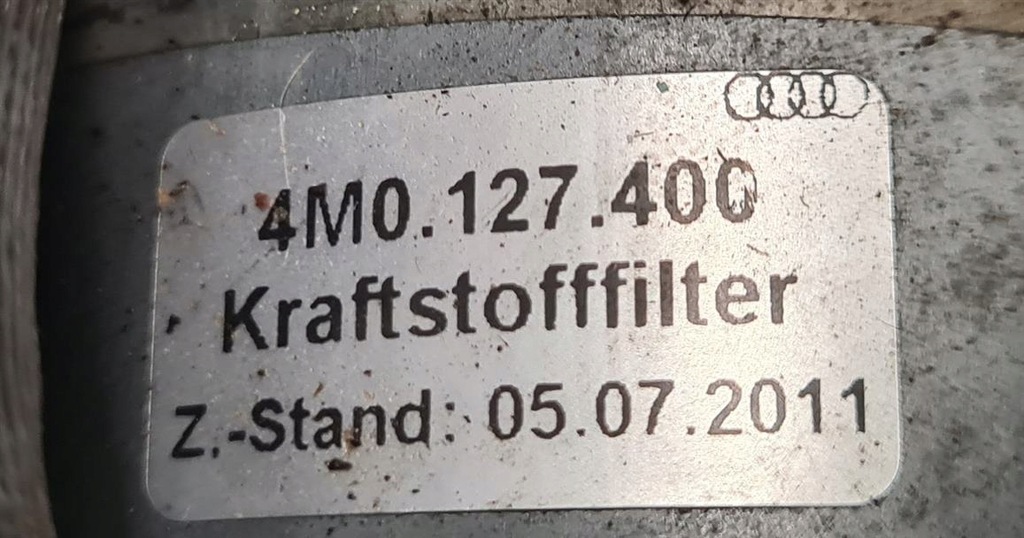 4M0.127.400
Kraftstofffilter
Z.-Stand: 05.07.2011